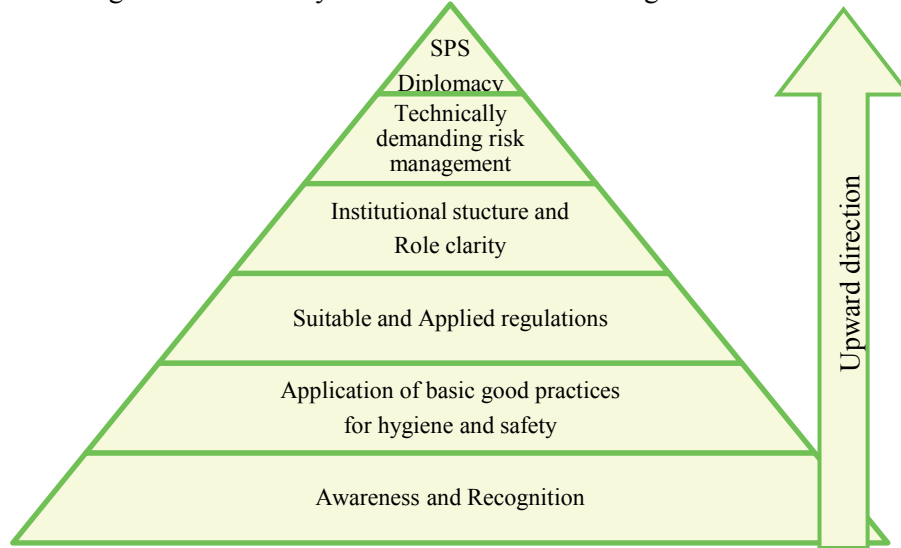 SPS
Diplomacy
Technically
demanding risk
management
Institutional stucture and
Role clarity
Suitable and Applied regulations
Application of basic good practices
for hygiene and safety
Awareness and Recognition
Upward direction